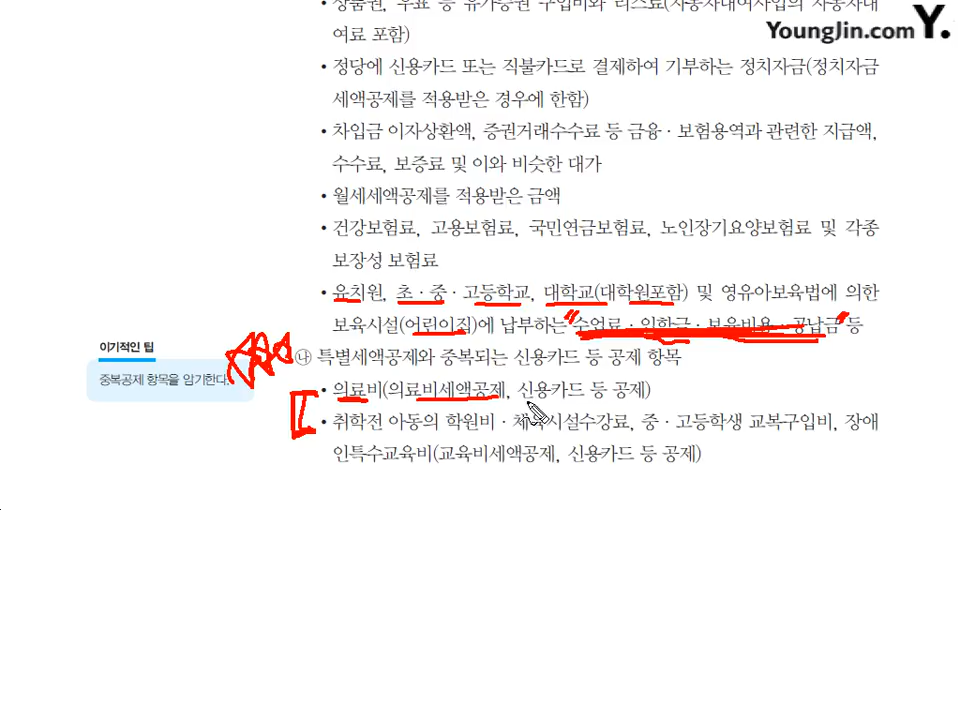 • 상품권, 우표 등 유가증권 구입비와 리스료(자동차대여사업의 자동차대
여료 포함)
YoungJin.com Y.
• 정당에 신용카드 또는 직불카드로 결제하여 기부하는 정치자금(정치자금
세액공제를 적용받은 경우에 한함)
• 차입금 이자상환액, 증권거래수수료 등 금융 · 보험용역과 관련한 지급액,
수수료, 보증료 및 이와 비슷한 대가
• 월세세액공제를 적용받은 금액
• 건강보험료, 고용보험료, 국민연금보험료, 노인장기요양보험료 및 각종
보장성 보험료
• 유치원, 초 · 중 · 고등학교, 대학교(대학원포함) 및 영유아보육법에 의한
보육시설(어린이집)에 납부하는 수업료 · 입학금 · 보육비용 · 공납금 등
이기적인 팁
중복공제 항목을 암기한다.
㉯ 특별세액공제와 중복되는 신용카드 등 공제 항목
• 의료비(의료비세액공제, 신용카드 등 공제)
• 취학전 아동의 학원비 · 체육시설수강료, 중 · 고등학생 교복구입비, 장애
인특수교육비(교육비세액공제, 신용카드 등 공제)